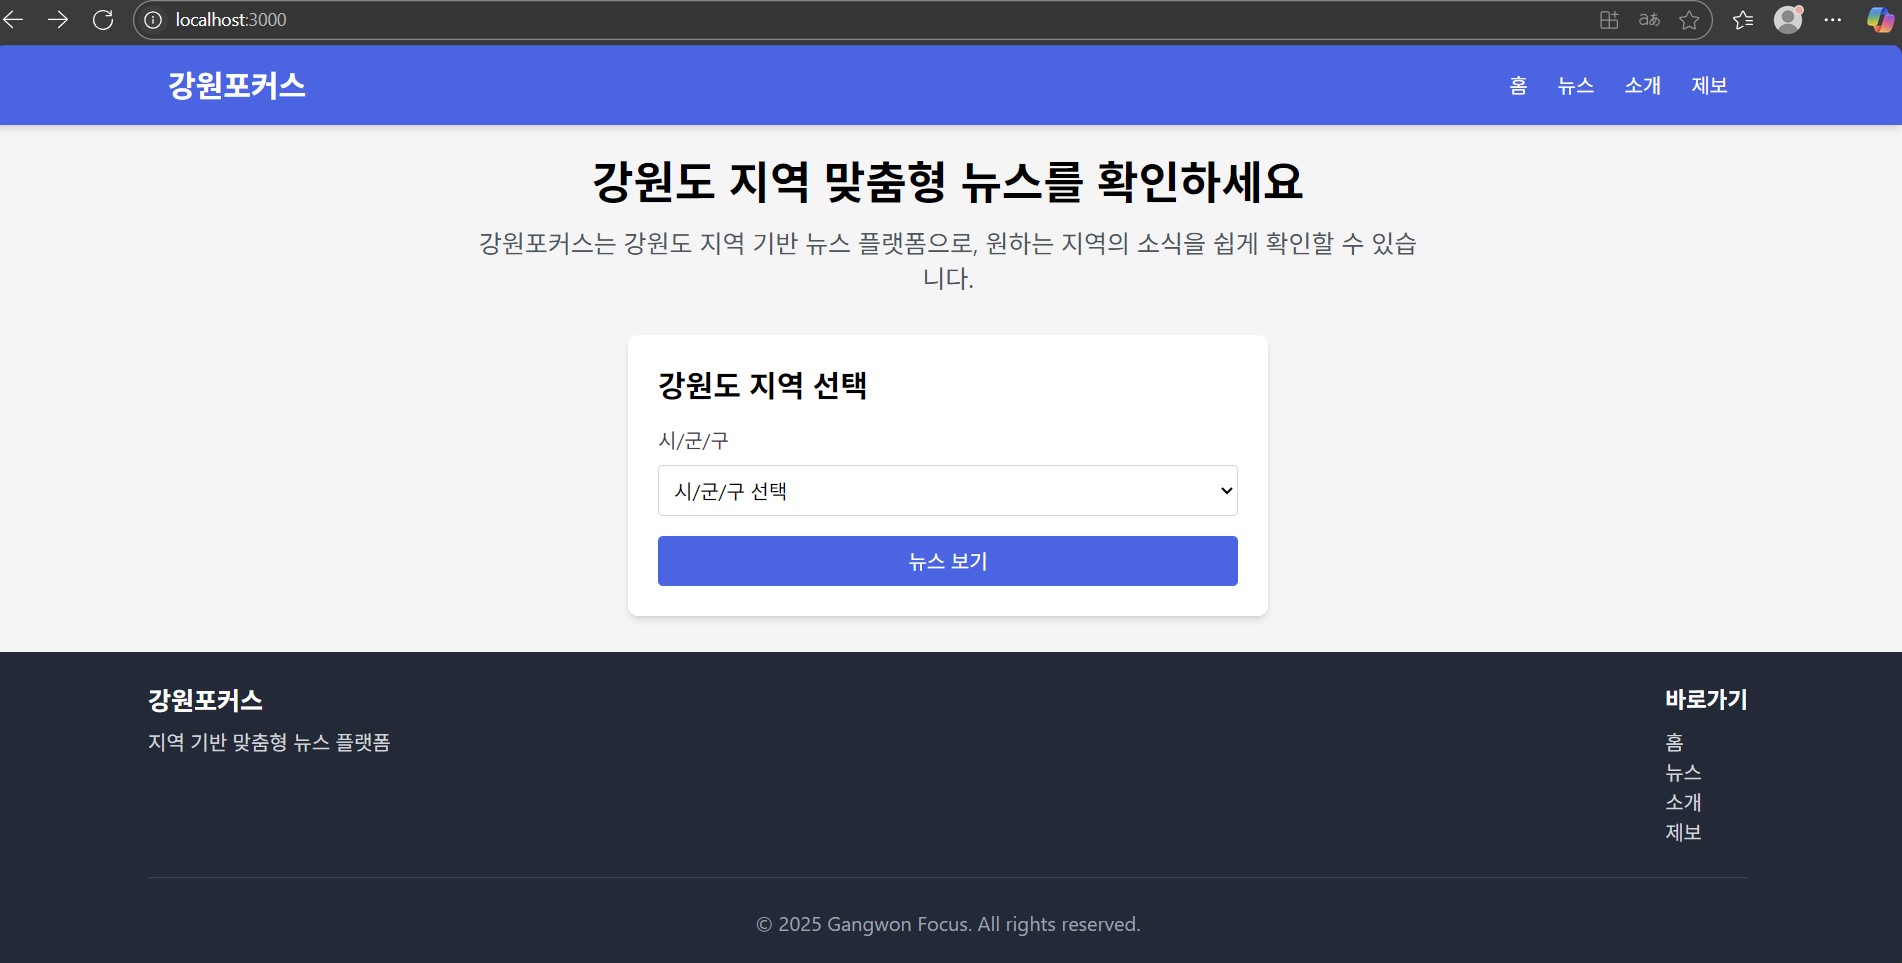 localhost:3000
aあ
강원포커스
홈 뉴스 소개 제보
강원도 지역 맞춤형 뉴스를 확인하세요
강원포커스는 강원도 지역 기반 뉴스 플랫폼으로, 원하는 지역의 소식을 쉽게 확인할 수 있습
니다.
강원도 지역 선택
시/군/구
시/군/구 선택
뉴스 보기
강원포커스
지역 기반 맞춤형 뉴스 플랫폼
바로가기
홈
뉴스
소개
제보
© 2025 Gangwon Focus. All rights reserved.